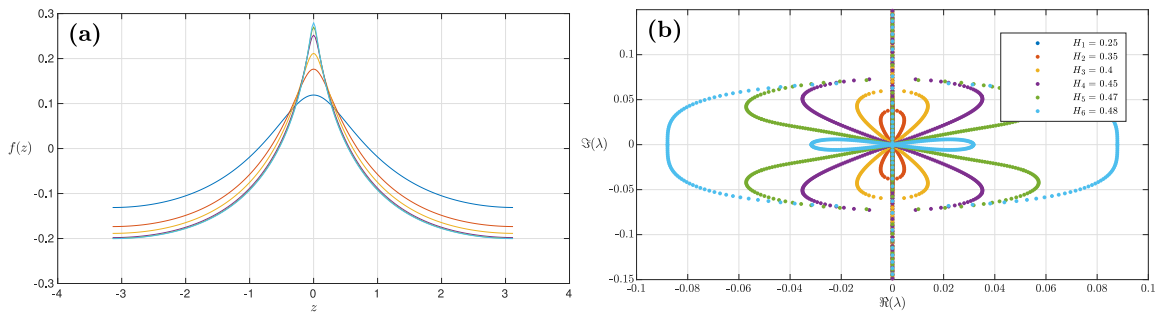 (a)
0.3
0.2
0.1
0
-0.1
-0.2
-0.3
f(z)
-4 -3 -2 -1 0 1 2 3 4
z
(b)
0.1
0.05
0
−0.05
−0.1
−0.15
ℑ(λ)
−0.1 −0.08 −0.06 −0.04 −0.02 0 0.02 0.04 0.06 0.08 0.1
ℜ(λ)
H₁ = 0.25
H₂ = 0.35
H₃ = 0.4
H₄ = 0.45
H₅ = 0.47
H₆ = 0.48